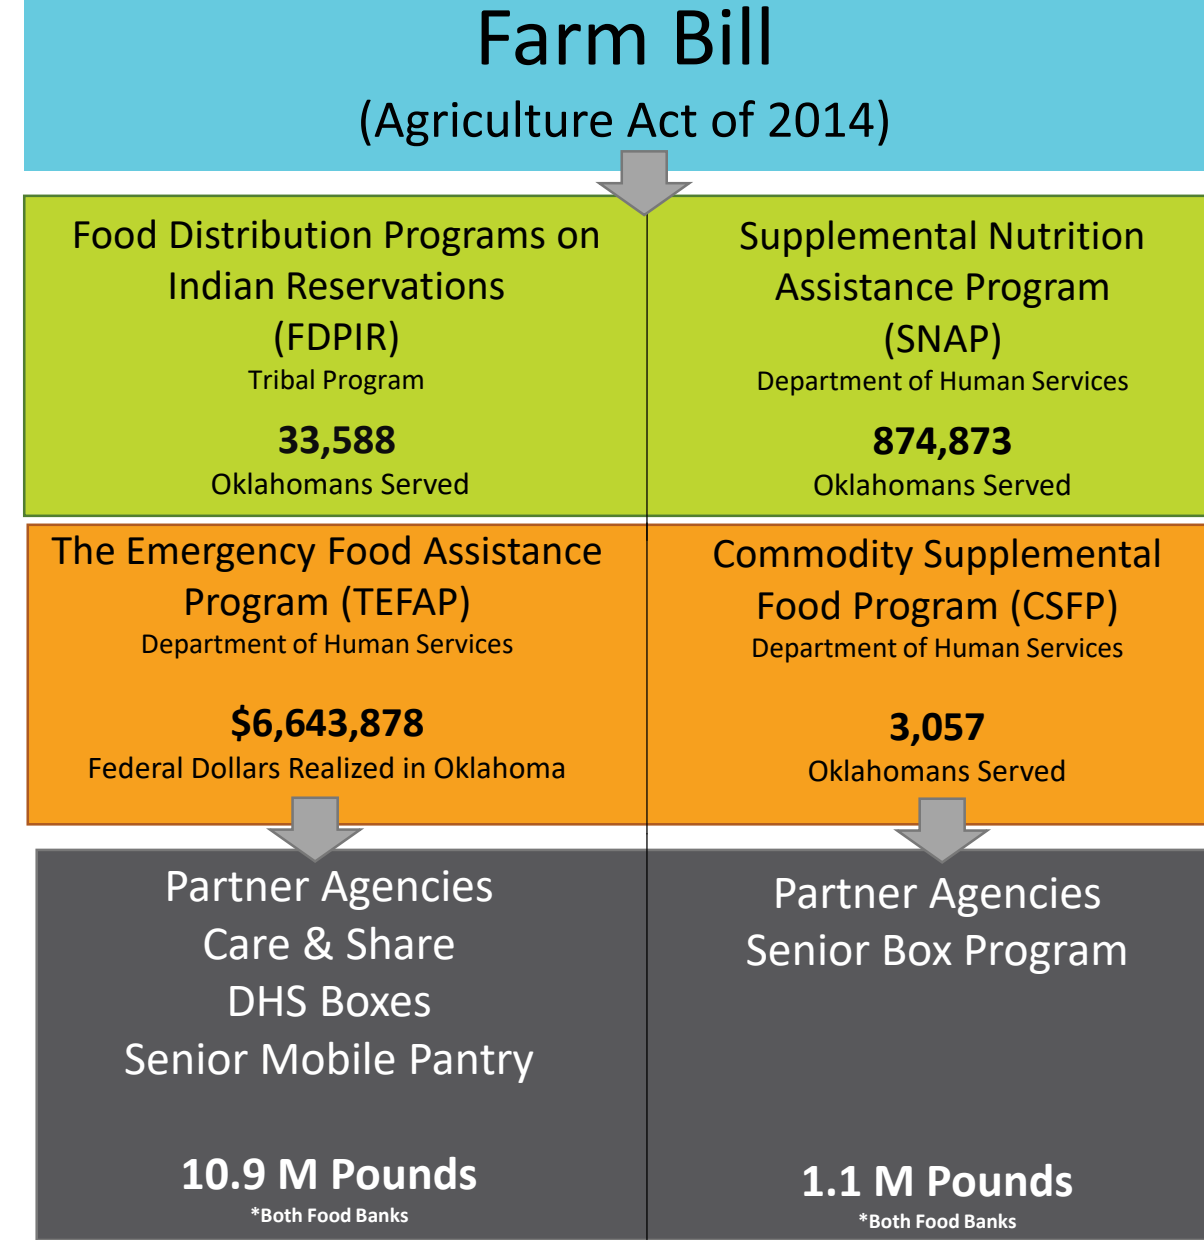 Farm Bill
(Agriculture Act of 2014)
Food Distribution Programs on
Indian Reservations
(FDPIR)
Tribal Program
33,588
Oklahomans Served
Supplemental Nutrition
Assistance Program
(SNAP)
Department of Human Services
874,873
Oklahomans Served
The Emergency Food Assistance
Program (TEFAP)
Department of Human Services
$6,643,878
Federal Dollars Realized in Oklahoma
Commodity Supplemental
Food Program (CSFP)
Department of Human Services
3,057
Oklahomans Served
Partner Agencies
Care & Share
DHS Boxes
Senior Mobile Pantry
10.9 M Pounds
*Both Food Banks
Partner Agencies
Senior Box Program
1.1 M Pounds
*Both Food Banks